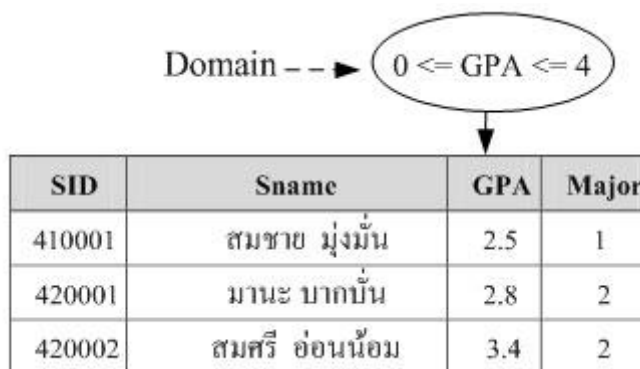 Domain
0 <= GPA <= 4
SID Sname GPA Major
410001 สมชาย มุ่งมั่น 2.5 1
420001 มานะ บากบั่น 2.8 2
420002 สมศรี อ่อนน้อม 3.4 2